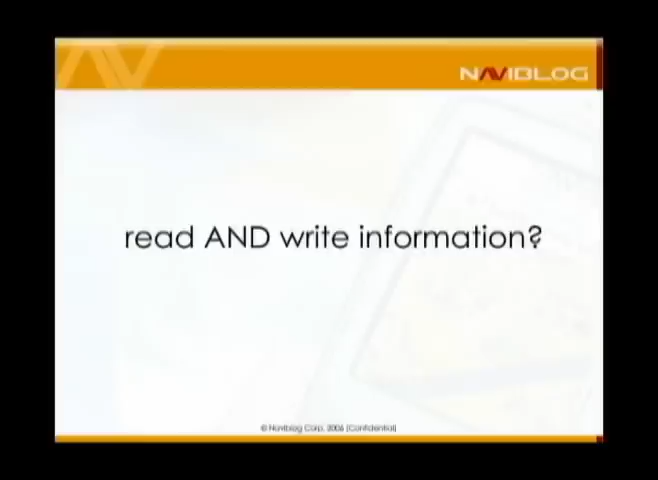 NAVIBLOG
read AND write information?
© Naviblog Corp. 2006 [Confidential]